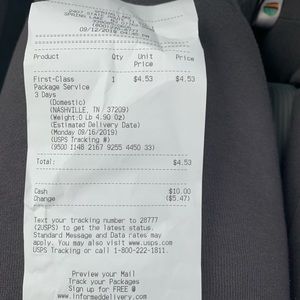 09/12/2019
Product Qty Unit Price
Price
First-Class 1 $4.53 $4.53
Package Service
3 Days
(Domestic)
(NASHVILLE, TN 37209)
(Weight:0 Lb 4.90 Oz)
(Estimated Delivery Date)
(Monday 09/16/2019)
(USPS Tracking #)
(9500 1148 2167 9255 4450 33)
Total: $4.53
Cash $10.00
Change ($5.47)
Text your tracking number to 28777
(2USPS) to get the latest status.
Standard Message and Data rates may
apply. You may also visit www.usps.com
USPS Tracking or call 1-800-222-1811.
Preview your Mail
Track your Packages
Sign up for FREE @
www.informeddelivery.com